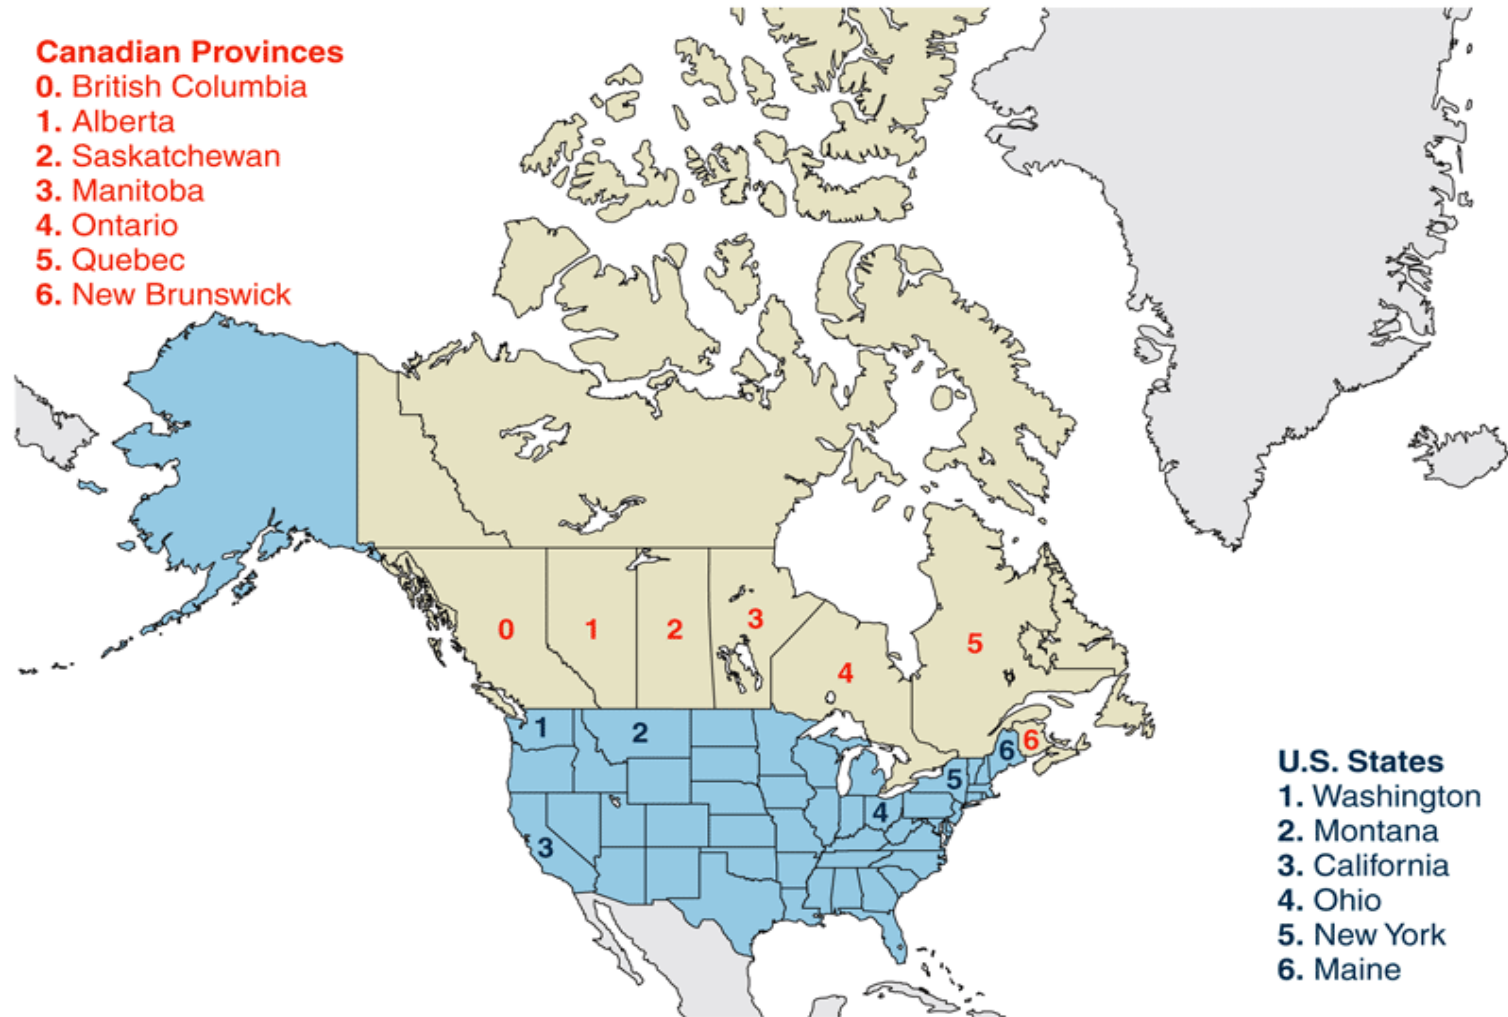 Canadian Provinces
0. British Columbia
1. Alberta
2. Saskatchewan
3. Manitoba
4. Ontario
5. Quebec
6. New Brunswick
0
1
2
3
4
5
6
1
2
3
4
5
6
U.S. States
1. Washington
2. Montana
3. California
4. Ohio
5. New York
6. Maine